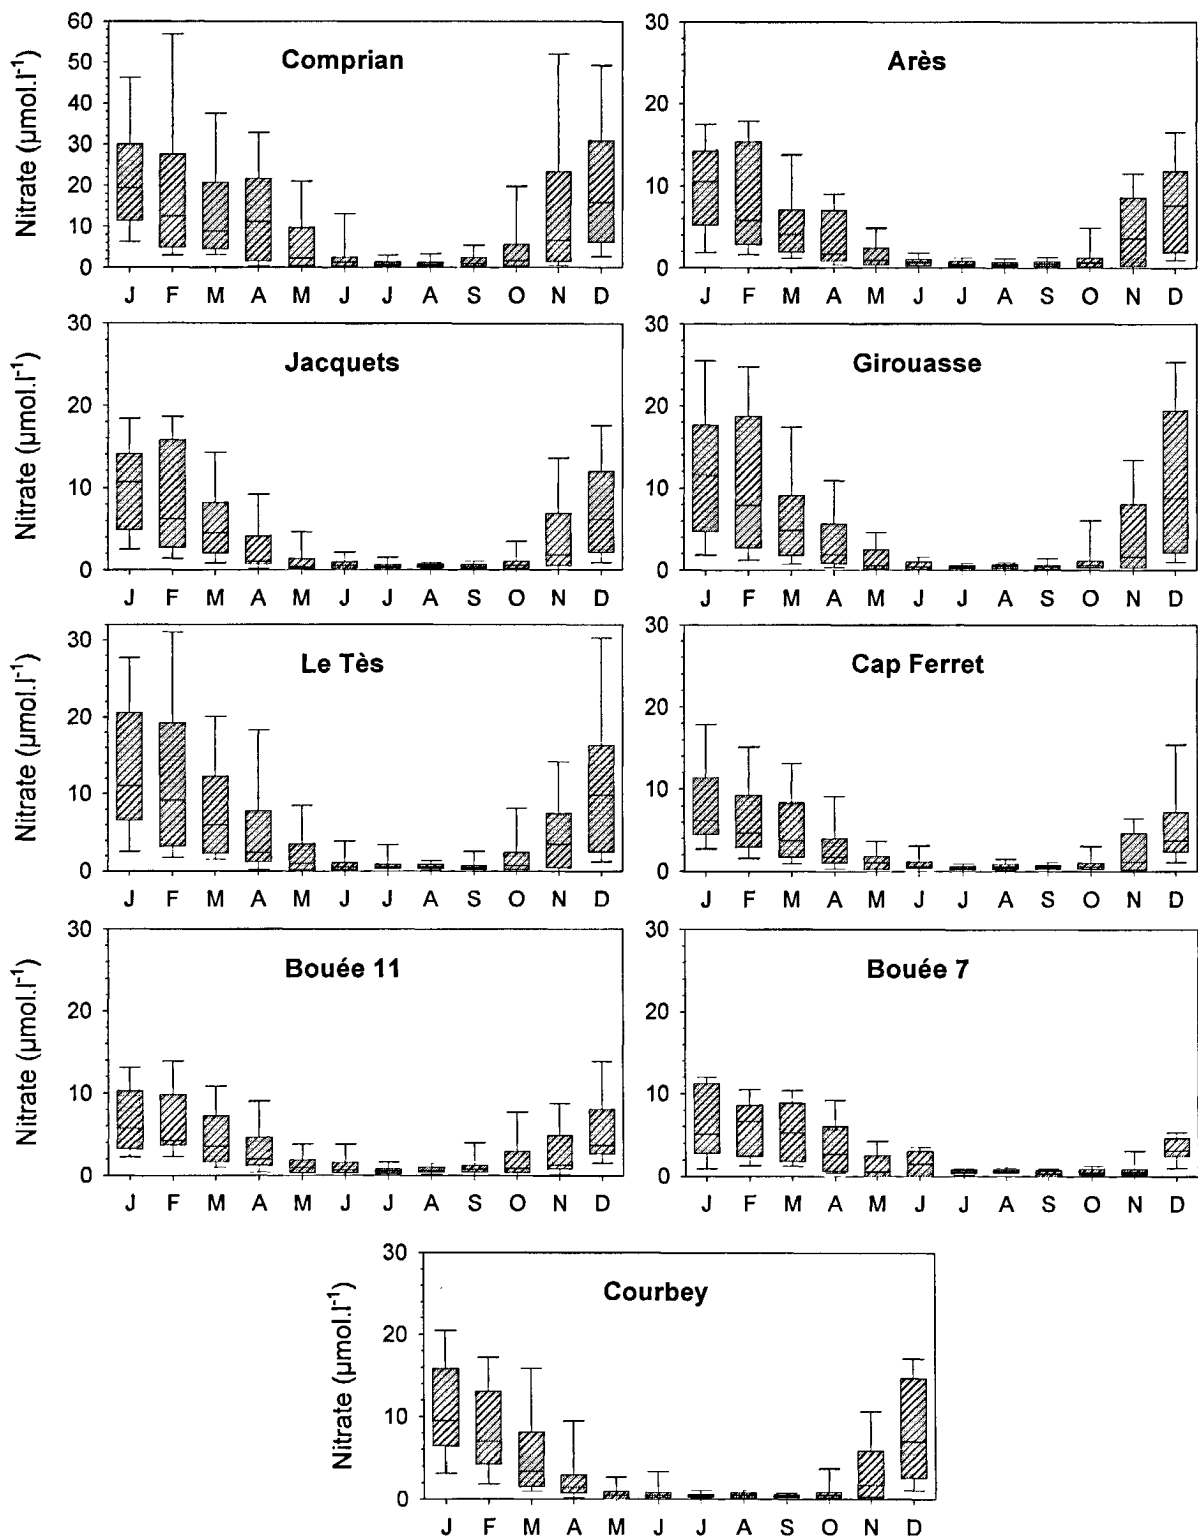 Comprian
Nitrate (µmol.l⁻¹)
60
50
40
30
20
10
0
J F M A M J J A S O N D
Arès
30
20
10
0
J F M A M J J A S O N D
Jacquets
Nitrate (µmol.l⁻¹)
30
20
10
0
J F M A M J J A S O N D
Girouasse
30
20
10
0
J F M A M J J A S O N D
Le Tès
Nitrate (µmol.l⁻¹)
30
20
10
0
J F M A M J J A S O N D
Cap Ferret
30
20
10
0
J F M A M J J A S O N D
Bouée 11
Nitrate (µmol.l⁻¹)
30
20
10
0
J F M A M J J A S O N D
Bouée 7
30
20
10
0
J F M A M J J A S O N D
Courbey
Nitrate (µmol.l⁻¹)
30
20
10
0
J F M A M J J A S O N D